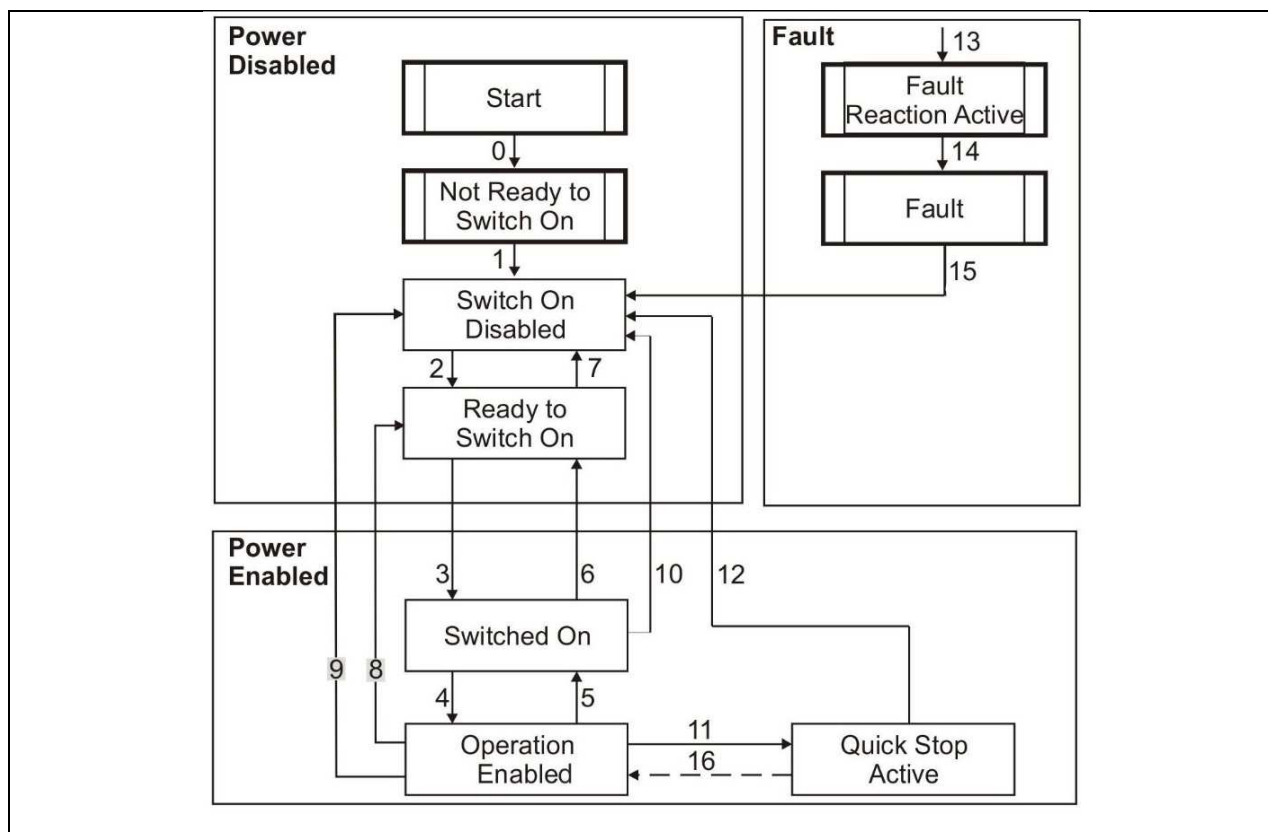 Power
Disabled
Start
0
Not Ready to
Switch On
1
Switch On
Disabled
2
7
Ready to
Switch On
Fault
13
Fault
Reaction Active
14
Fault
15
Power
Enabled
3
6
10
12
Switched On
9
8
4
5
Operation
Enabled
11
16
Quick Stop
Active